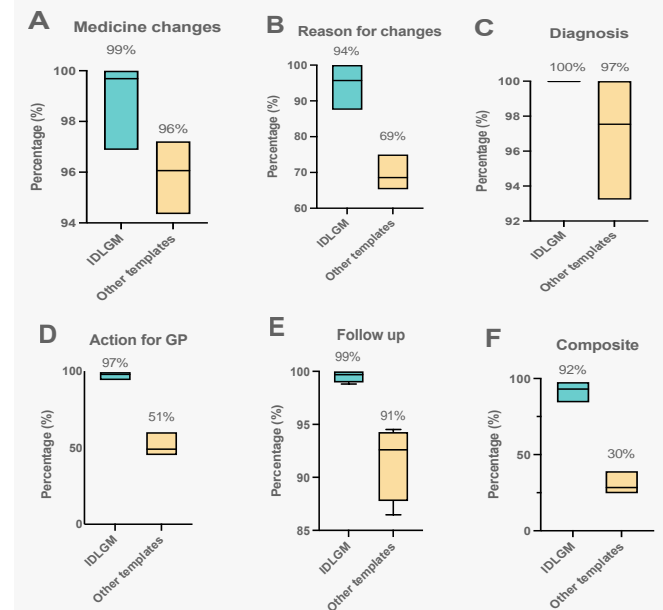 A Medicine changes
99%
96%
100
98
96
94
Percentage (%)
IDLGM
Other templates
B Reason for changes
94%
69%
100
90
80
70
60
Percentage (%)
IDLGM
Other templates
C Diagnosis
100% 97%
100
98
96
94
92
Percentage (%)
IDLGM
Other templates
D Action for GP
97%
51%
100
50
0
Percentage (%)
IDLGM
Other templates
E Follow up
99%
91%
100
95
90
85
Percentage (%)
IDLGM
Other templates
F Composite
92%
30%
100
50
0
Percentage (%)
IDLGM
Other templates